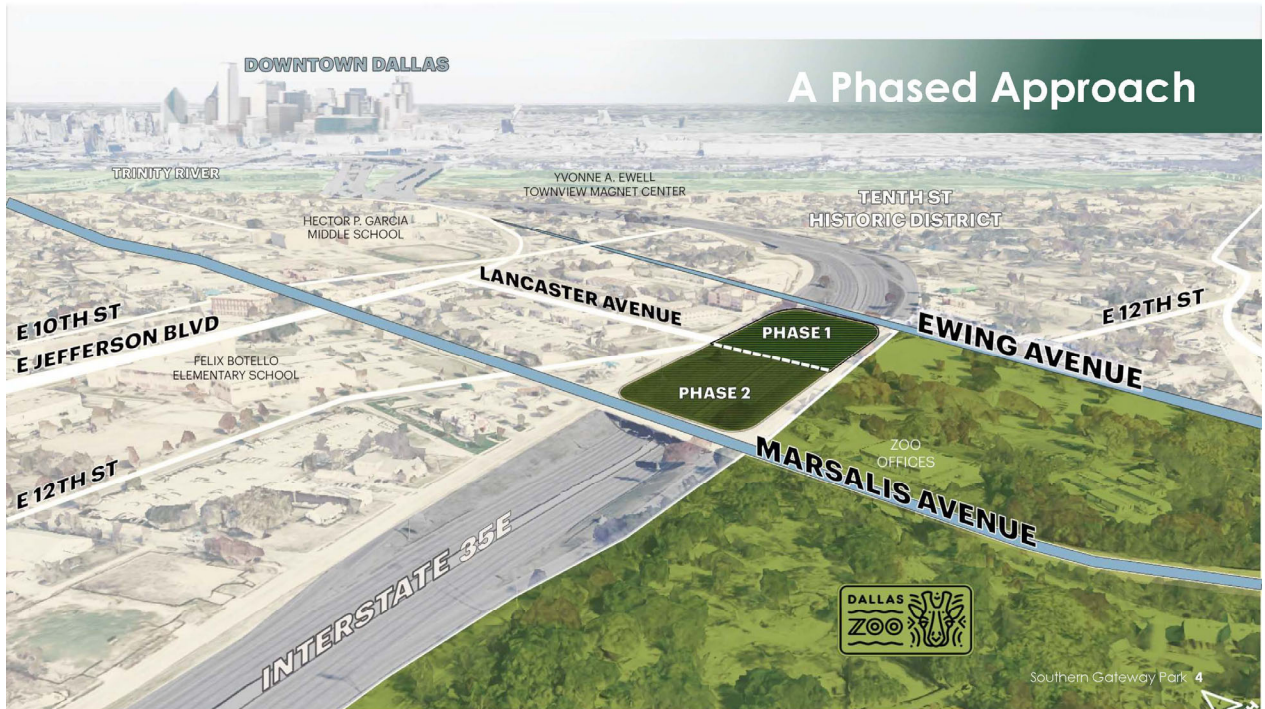 DOWNTOWN DALLAS
A Phased Approach
TRINITY RIVER
YVONNE A. EWELL
TOWNVIEW MAGNET CENTER
TENTH ST
HISTORIC DISTRICT
HECTOR P. GARCIA
MIDDLE SCHOOL
LANCASTER AVENUE
E 10TH ST
E JEFFERSON BLVD
PHASE 1
EWING AVENUE
E 12TH ST
FELIX BOTELLO
ELEMENTARY SCHOOL
PHASE 2
ZOO
OFFICES
MARSALIS AVENUE
E 12TH ST
INTERSTATE 35E
DALLAS
ZOO
Southern Gateway Park 4